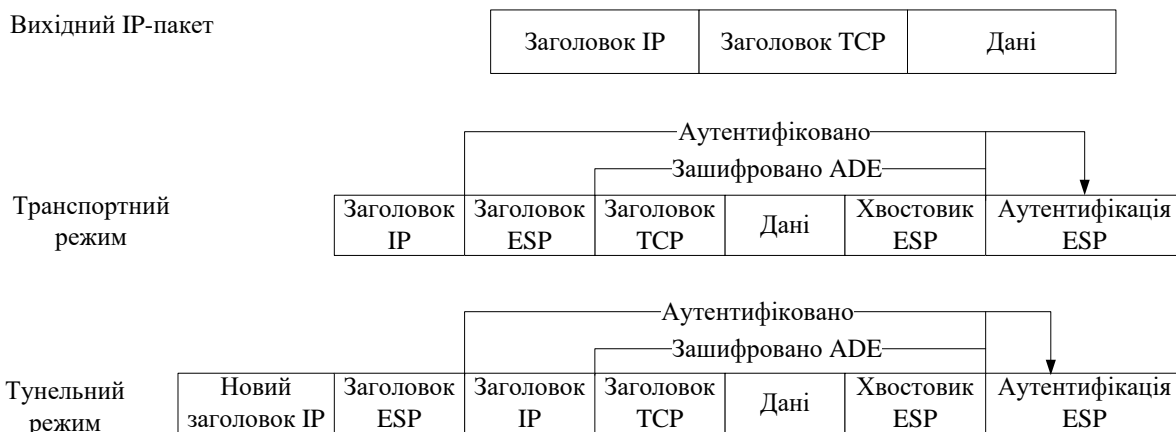 Вихідний IP-пакет
Заголовок IP
Заголовок TCP
Дані
Аутентифіковано
Зашифровано ADE
Транспортний
режим
Заголовок
IP
Заголовок
ESP
Заголовок
TCP
Дані
Хвостовик
ESP
Аутентифікація
ESP
Аутентифіковано
Зашифровано ADE
Тунельний
режим
Новий
заголовок IP
Заголовок
ESP
Заголовок
IP
Заголовок
TCP
Дані
Хвостовик
ESP
Аутентифікація
ESP